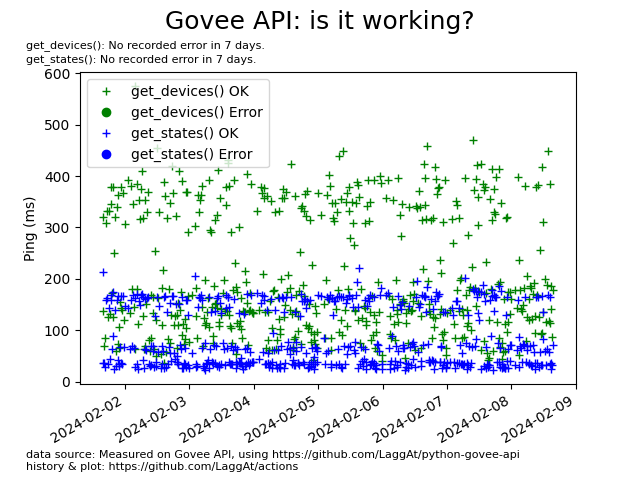 Govee API: is it working?
get_devices(): No recorded error in 7 days.
get_states(): No recorded error in 7 days.
get_devices() OK
get_devices() Error
get_states() OK
get_states() Error
Ping (ms)
600
500
400
300
200
100
0
2024-02-02
2024-02-03
2024-02-04
2024-02-05
2024-02-06
2024-02-07
2024-02-08
2024-02-09
data source: Measured on Govee API, using https://github.com/LaggAt/python-govee-api
history & plot: https://github.com/LaggAt/actions